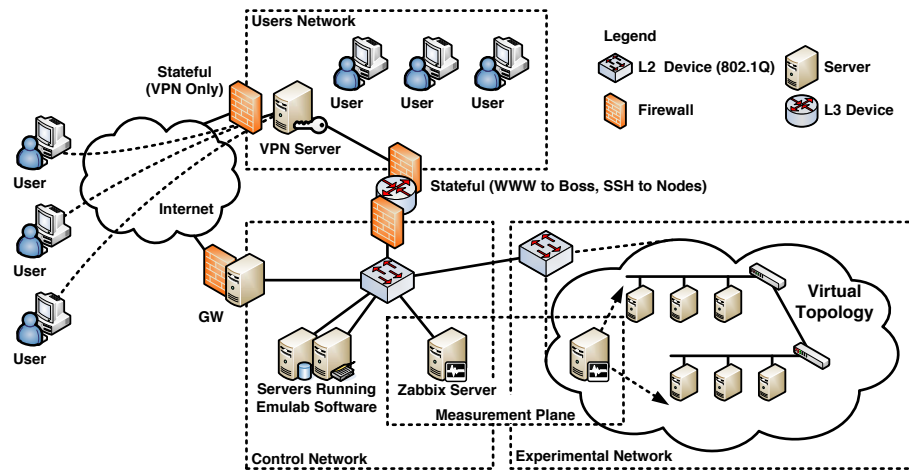 Users Network
Legend
L2 Device (802.1Q)
Server
Firewall
L3 Device
Stateful
(VPN Only)
User
User
User
VPN Server
User
User
User
Internet
Stateful (WWW to Boss, SSH to Nodes)
GW
Servers Running
Emulab Software
Zabbix Server
Virtual
Topology
Measurement Plane
Control Network
Experimental Network